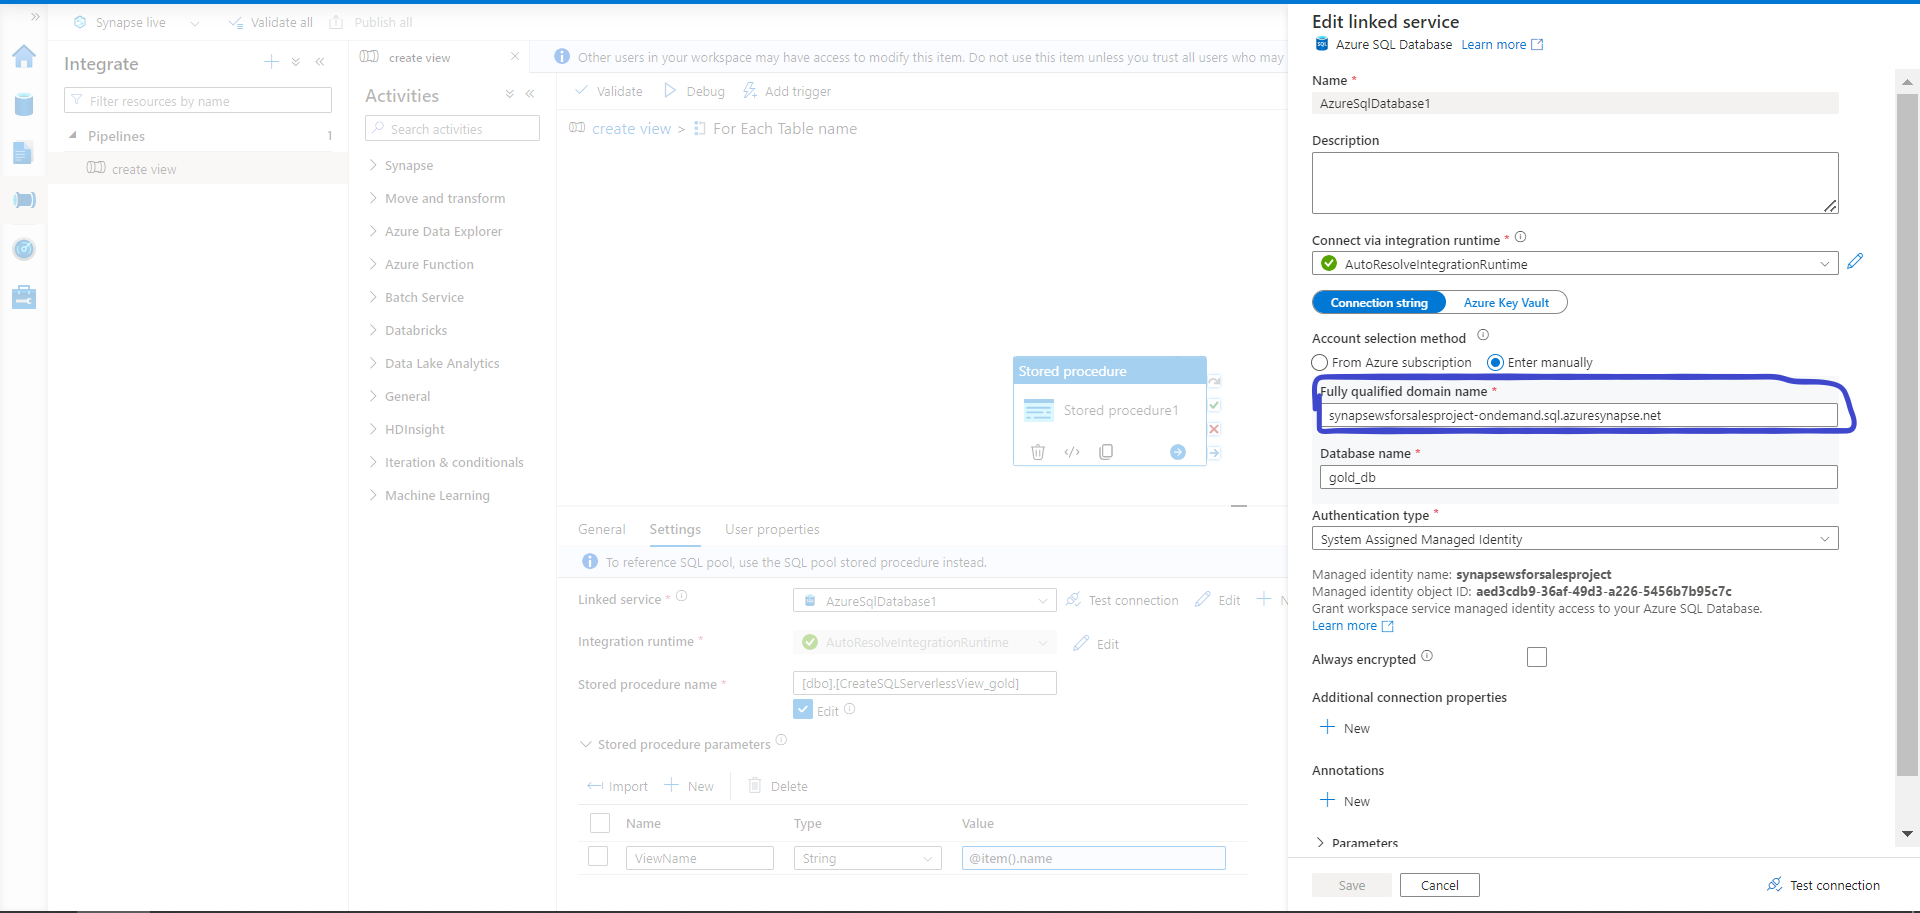 Synapse live
Validate all
Publish all
Integrate
Filter resources by name
Pipelines 1
create view
create view
Activities
Search activities
Synapse
Move and transform
Azure Data Explorer
Azure Function
Batch Service
Databricks
Data Lake Analytics
General
HDInsight
Iteration & conditionals
Machine Learning
Other users in your workspace may have access to modify this item. Do not use this item unless you trust all users who may
Validate
Debug
Add trigger
create view > For Each Table name
Stored procedure
Stored procedure1
General
Settings
User properties
To reference SQL pool, use the SQL pool stored procedure instead.
Linked service *
AzureSqlDatabase1
Test connection
Edit
N
Integration runtime *
AutoResolveIntegrationRuntime
Edit
Stored procedure name *
[dbo].[CreateSQLServerlessView_gold]
Edit
Stored procedure parameters
Import
New
Delete
Name Type Value
ViewName String @item().name
Edit linked service
Azure SQL Database Learn more
Name *
AzureSqlDatabase1
Description
Connect via integration runtime *
AutoResolveIntegrationRuntime
Connection string
Azure Key Vault
Account selection method
From Azure subscription
Enter manually
Fully qualified domain name *
synapsewsforsalesproject-ondemand.sql.azuresynapse.net
Database name *
gold_db
Authentication type *
System Assigned Managed Identity
Managed identity name: synapsewsforsalesproject
Managed identity object ID: aed3cdb9-36af-49d3-a226-5456b7b95c7c
Grant workspace service managed identity access to your Azure SQL Database.
Learn more
Always encrypted
Additional connection properties
New
Annotations
New
Parameters
Save
Cancel
Test connection